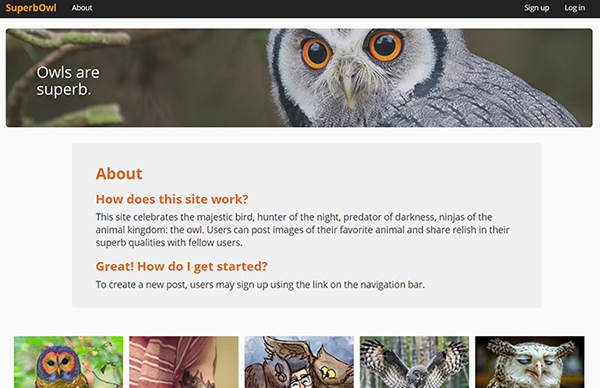 SuperbOwl About Sign up Log in
Owls are
superb.
About
How does this site work?
This site celebrates the majestic bird, hunter of the night, predator of darkness, ninjas of the
animal kingdom: the owl. Users can post images of their favorite animal and share relish in their
superb qualities with fellow users.
Great! How do I get started?
To create a new post, users may sign up using the link on the navigation bar.